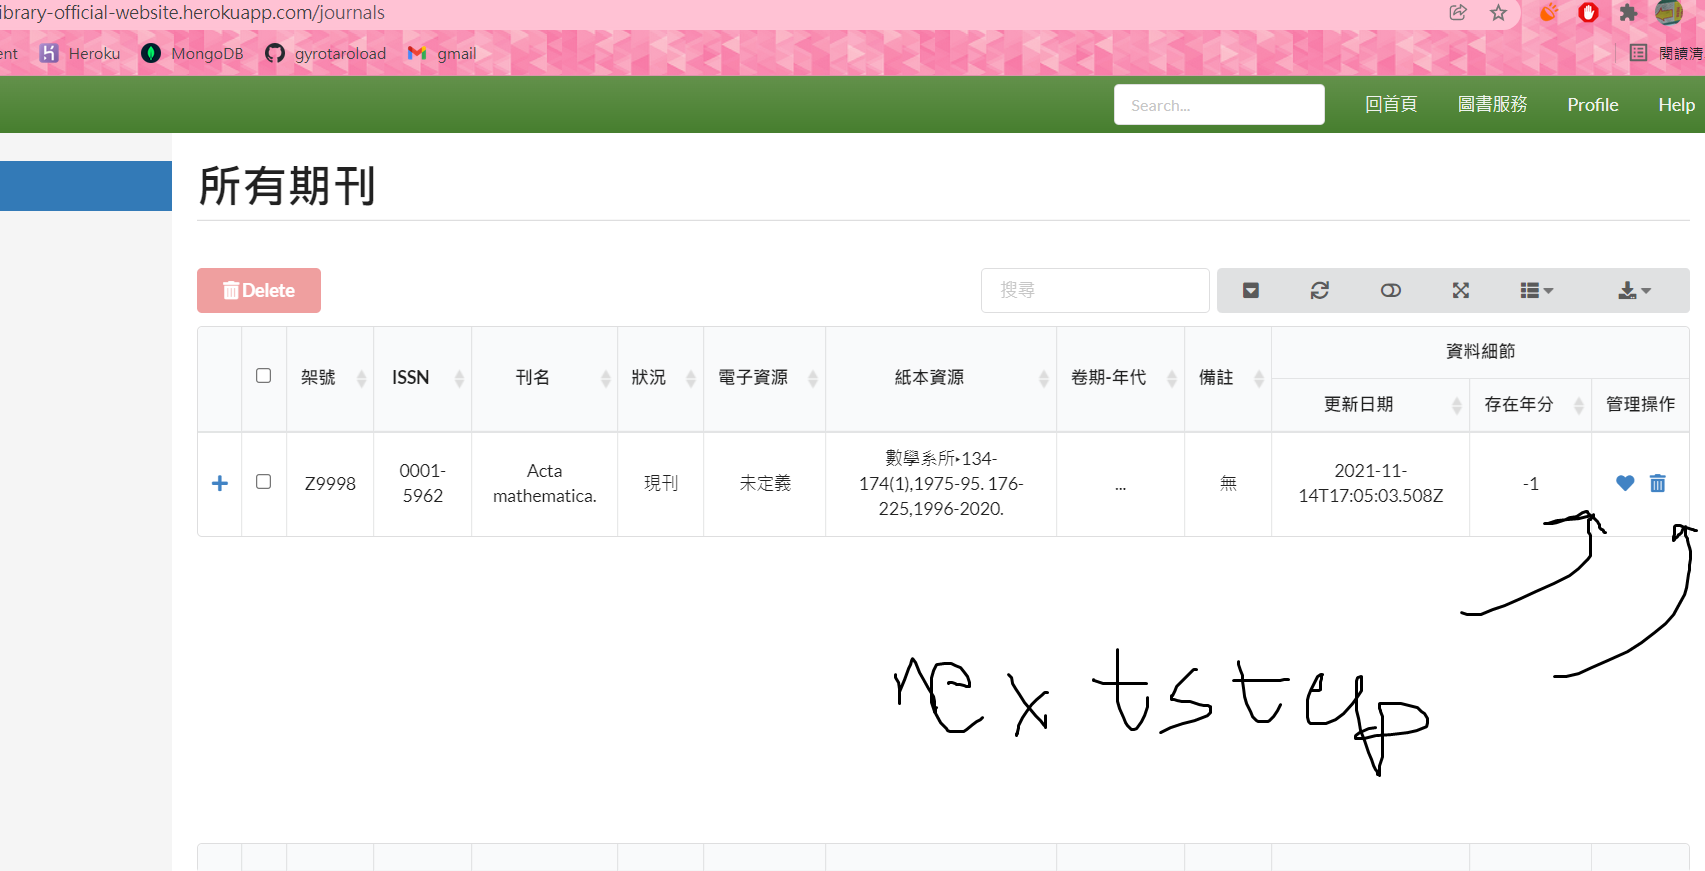 ibrary-official-website.herokuapp.com/journals
ent Heroku MongoDB gyrotaroload gmail 閱讀清
Search... 回首頁 圖書服務 Profile Help
所有期刊
Delete 搜尋
資料細節
架號 ISSN 刊名 狀況 電子資源 紙本資源 卷期-年代 備註
更新日期 存在年分 管理操作
Z9998 0001-5962 Acta mathematica. 現刊 未定義 數學系所‣134-174(1),1975-95. 176-225,1996-2020. ... 無 2021-11-14T17:05:03.508Z -1
next step